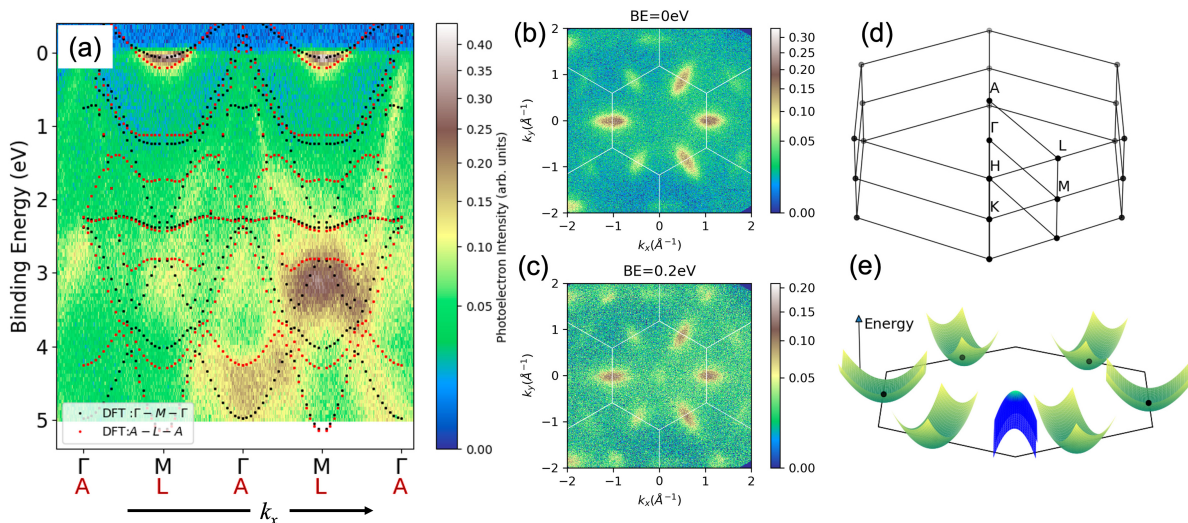 (a)
0
1
2
3
4
5
Binding Energy (eV)
DFT :Γ − M − Γ
DFT:A − L − A
Γ M Γ M Γ
A L A L A
kx
0.40
0.30
0.25
0.20
0.15
0.10
0.05
0.00
Photoelectron Intensity (arb. units)
(b)
BE=0eV
2
1
0
−1
−2
ky(Å⁻¹)
−2 −1 0 1 2
kx(Å⁻¹)
0.30
0.25
0.20
0.15
0.10
0.05
0.00
(c)
BE=0.2eV
2
1
0
−1
−2
ky(Å⁻¹)
−2 −1 0 1 2
kx(Å⁻¹)
0.20
0.15
0.10
0.05
0.00
(d)
A
Γ
L
H
M
K
(e)
Energy